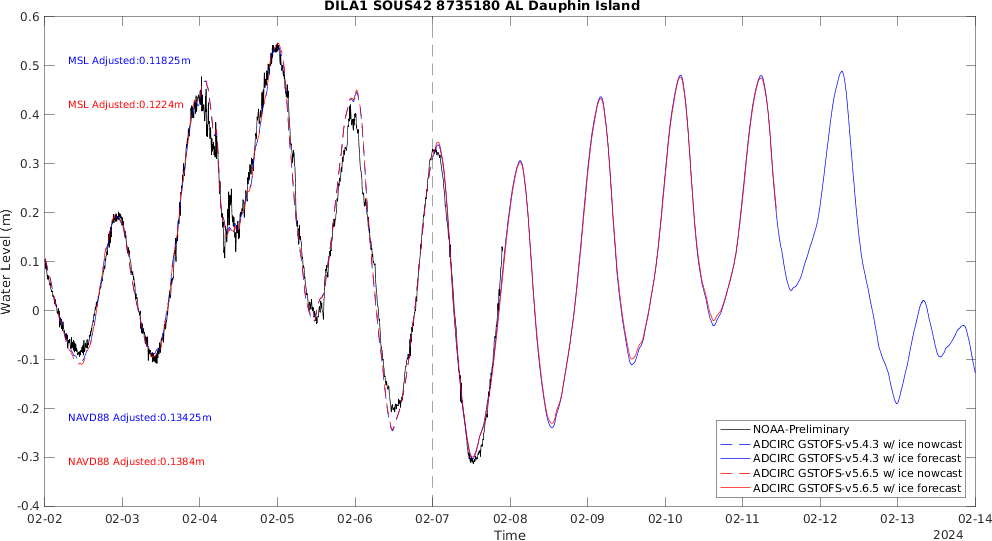 DILA1 SOUS42 8735180 AL Dauphin Island
0.6
0.5
0.4
0.3
0.2
0.1
0
-0.1
-0.2
-0.3
-0.4
Water Level (m)
MSL Adjusted:0.11825m
MSL Adjusted:0.1224m
NAVD88 Adjusted:0.13425m
NAVD88 Adjusted:0.1384m
NOAA-Preliminary
ADCIRC GSTOFS-v5.4.3 w/ ice nowcast
ADCIRC GSTOFS-v5.4.3 w/ ice forecast
ADCIRC GSTOFS-v5.6.5 w/ ice nowcast
ADCIRC GSTOFS-v5.6.5 w/ ice forecast
02-02 02-03 02-04 02-05 02-06 02-07 02-08 02-09 02-10 02-11 02-12 02-13 02-14
Time
2024